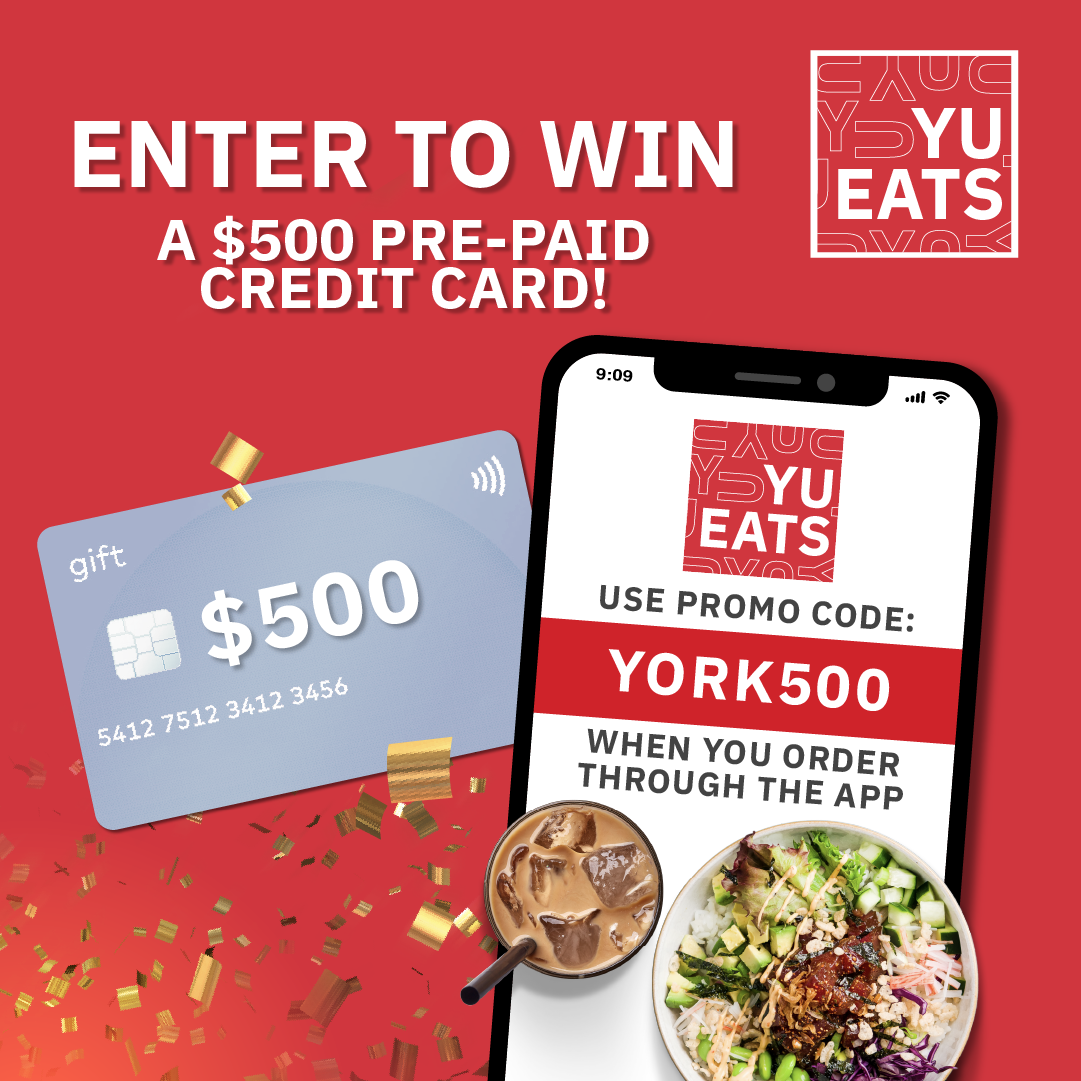 ENTER TO WIN
A $500 PRE-PAID
CREDIT CARD!
YU
EATS
gift
$500
5412 7512 3412 3456
9:09
YU
EATS
USE PROMO CODE:
YORK500
WHEN YOU ORDER
THROUGH THE APP